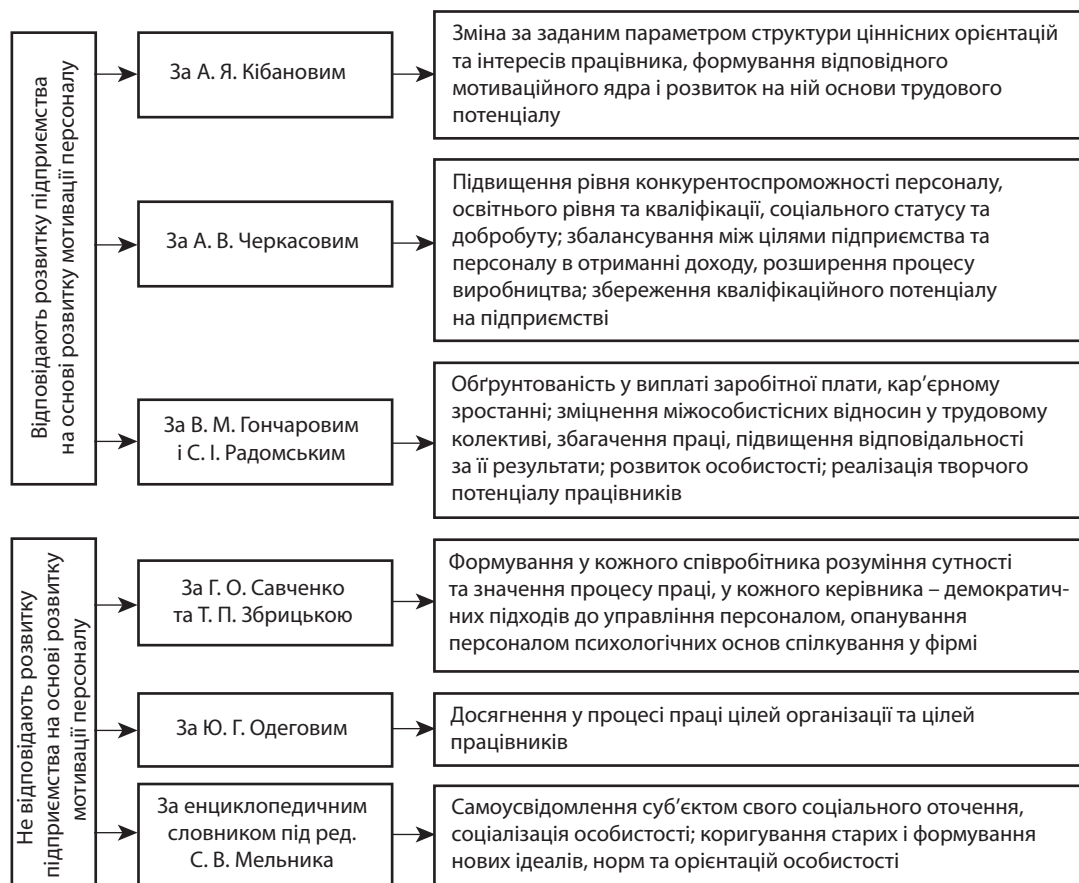 Відповідають розвитку підприємства
на основі розвитку мотивації персоналу
За А. Я. Кібановим
Зміна за заданим параметром структури ціннісних орієнтацій
та інтересів працівника, формування відповідного
мотиваційного ядра і розвиток на ній основи трудового
потенціалу
За А. В. Черкасовим
Підвищення рівня конкурентоспроможності персоналу,
освітнього рівня та кваліфікації, соціального статусу та
добробуту; збалансування між цілями підприємства та
персоналу в отриманні доходу, розширення процесу
виробництва; збереження кваліфікаційного потенціалу
на підприємстві
За В. М. Гончаровим
і С. І. Радомським
Обґрунтованість у виплаті заробітної плати, кар’єрному
зростанні; зміцнення міжособистісних відносин у трудовому
колективі, збагачення праці, підвищення відповідальності
за її результати; розвиток особистості; реалізація творчого
потенціалу працівників
Не відповідають розвитку
підприємства на основі розвитку
мотивації персоналу
За Г. О. Савченко
та Т. П. Збрицькою
Формування у кожного співробітника розуміння сутності
та значення процесу праці, у кожного керівника – демократич-
них підходів до управління персоналом, опанування
персоналом психологічних основ спілкування у фірмі
За Ю. Г. Одеговим
Досягнення у процесі праці цілей організації та цілей
працівників
За енциклопедичним
словником під ред.
С. В. Мельника
Самоусвідомлення суб’єктом свого соціального оточення,
соціалізація особистості; коригування старих і формування
нових ідеалів, норм та орієнтацій особистості